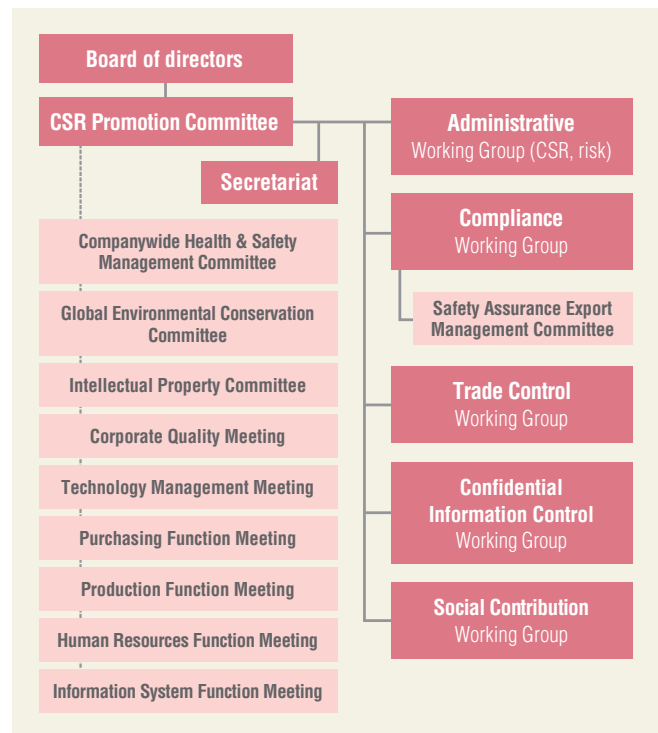 Board of directors
CSR Promotion Committee
Secretariat
Companywide Health & Safety
Management Committee
Global Environmental Conservation
Committee
Intellectual Property Committee
Corporate Quality Meeting
Technology Management Meeting
Purchasing Function Meeting
Production Function Meeting
Human Resources Function Meeting
Information System Function Meeting
Administrative
Working Group (CSR, risk)
Compliance
Working Group
Safety Assurance Export
Management Committee
Trade Control
Working Group
Confidential
Information Control
Working Group
Social Contribution
Working Group